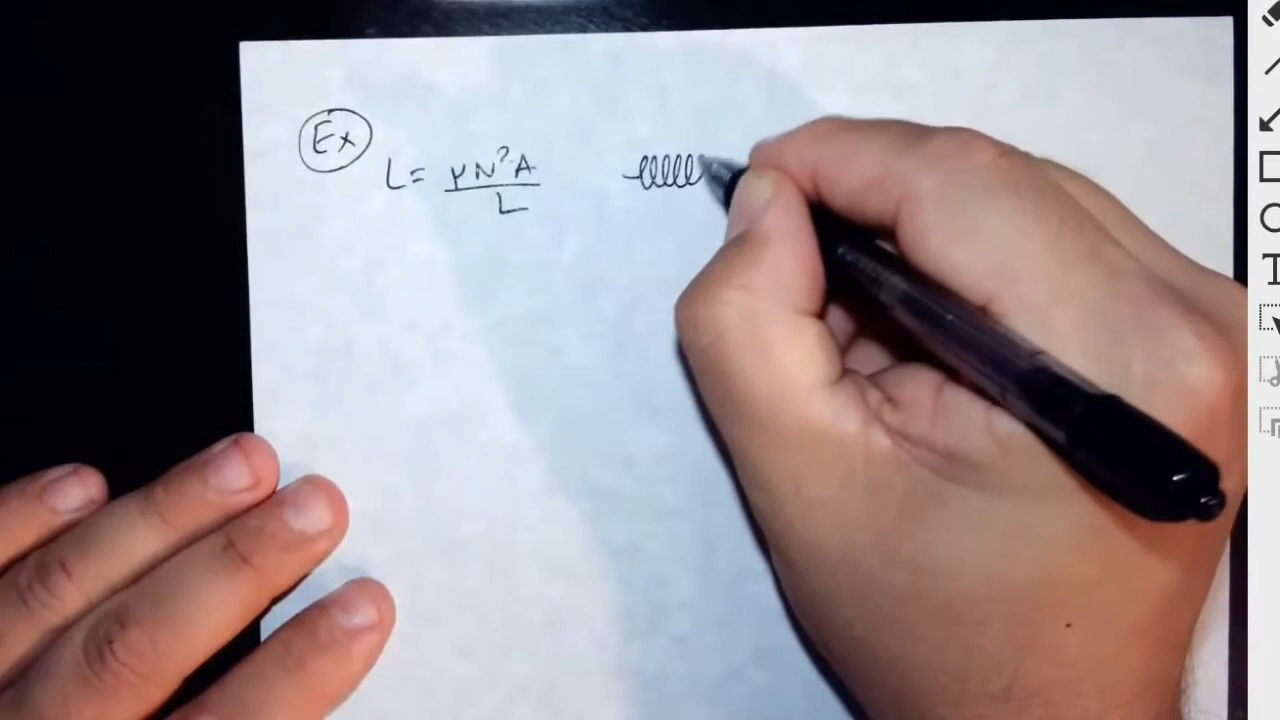 Ex
L = μN²A
L
T